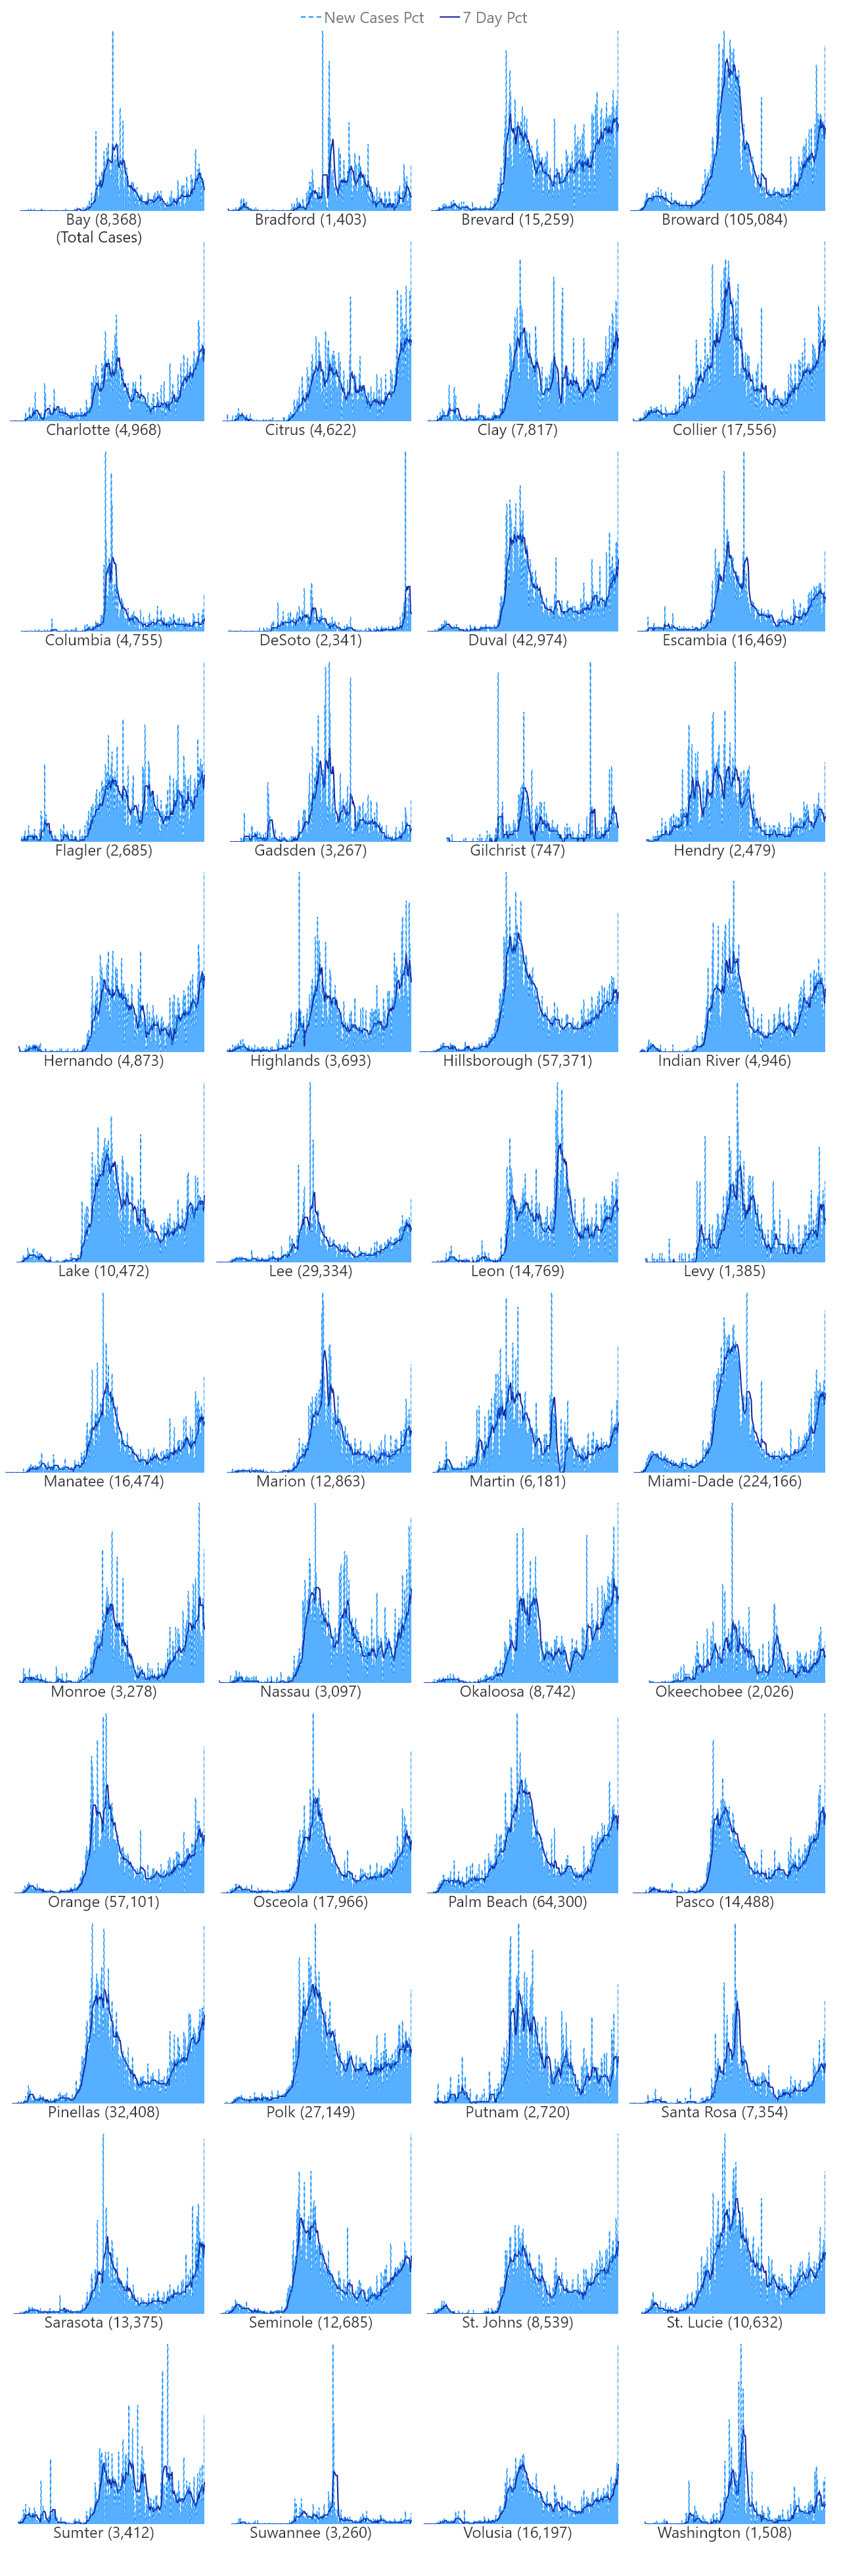 New Cases Pct 7 Day Pct
Bay (8,368) Bradford (1,403) Brevard (15,259) Broward (105,084)
(Total Cases)
Charlotte (4,968) Citrus (4,622) Clay (7,817) Collier (17,556)
Columbia (4,755) DeSoto (2,341) Duval (42,974) Escambia (16,469)
Flagler (2,685) Gadsden (3,267) Gilchrist (747) Hendry (2,479)
Hernando (4,873) Highlands (3,693) Hillsborough (57,371) Indian River (4,946)
Lake (10,472) Lee (29,334) Leon (14,769) Levy (1,385)
Manatee (16,474) Marion (12,863) Martin (6,181) Miami-Dade (224,166)
Monroe (3,278) Nassau (3,097) Okaloosa (8,742) Okeechobee (2,026)
Orange (57,101) Osceola (17,966) Palm Beach (64,300) Pasco (14,488)
Pinellas (32,408) Polk (27,149) Putnam (2,720) Santa Rosa (7,354)
Sarasota (13,375) Seminole (12,685) St. Johns (8,539) St. Lucie (10,632)
Sumter (3,412) Suwannee (3,260) Volusia (16,197) Washington (1,508)